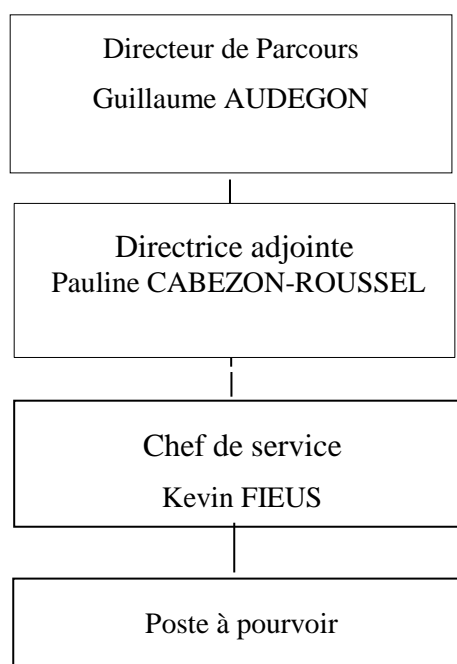 Directeur de Parcours
Guillaume AUDEGON
Directrice adjointe
Pauline CABEZON-ROUSSEL
Chef de service
Kevin FIEUS
Poste à pourvoir